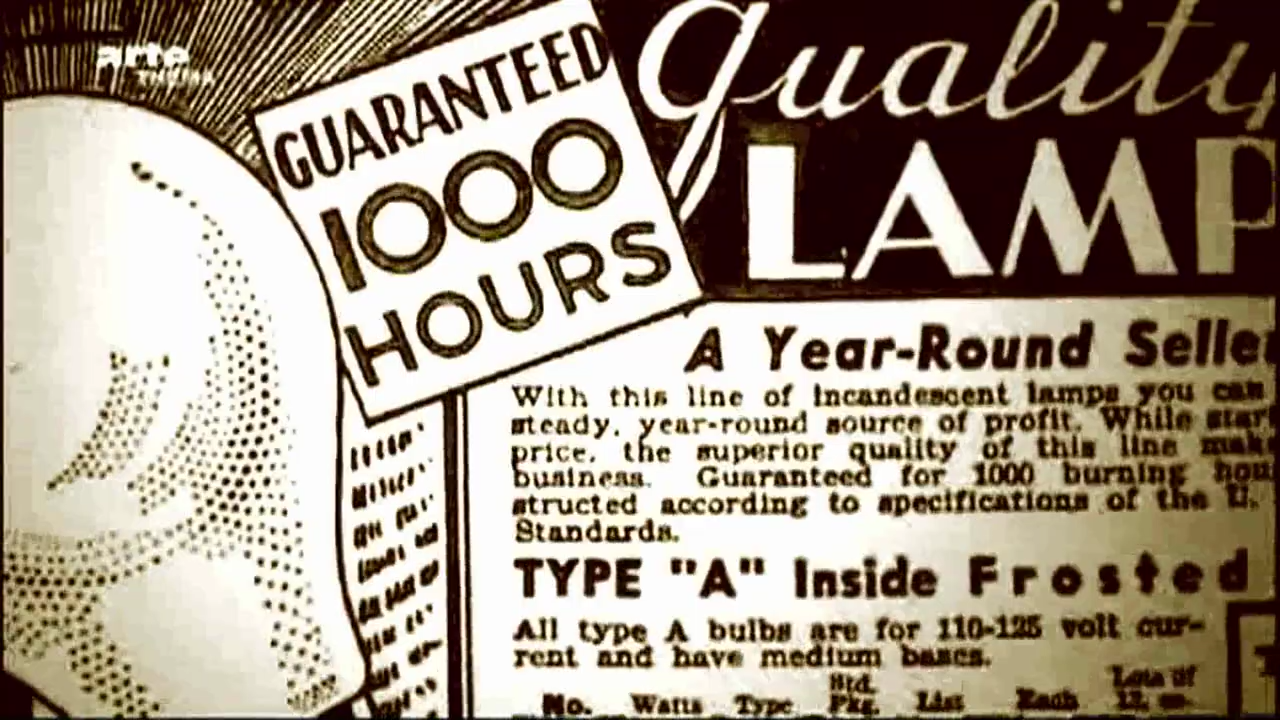 arte
GUARANTEED
1000
HOURS
Quality
LAMP
A Year-Round Selle
With this line of incandescent lamps you can
steady, year-round source of profit. While star
price, the superior quality of this line mak
business. Guaranteed for 1000 burning hou
structed according to specifications of the U.
Standards.
TYPE "A" Inside Frosted
All type A bulbs are for 110-125 volt cur-
rent and have medium bases.
No. Watts Type Std. Pkg. List Each Lots of